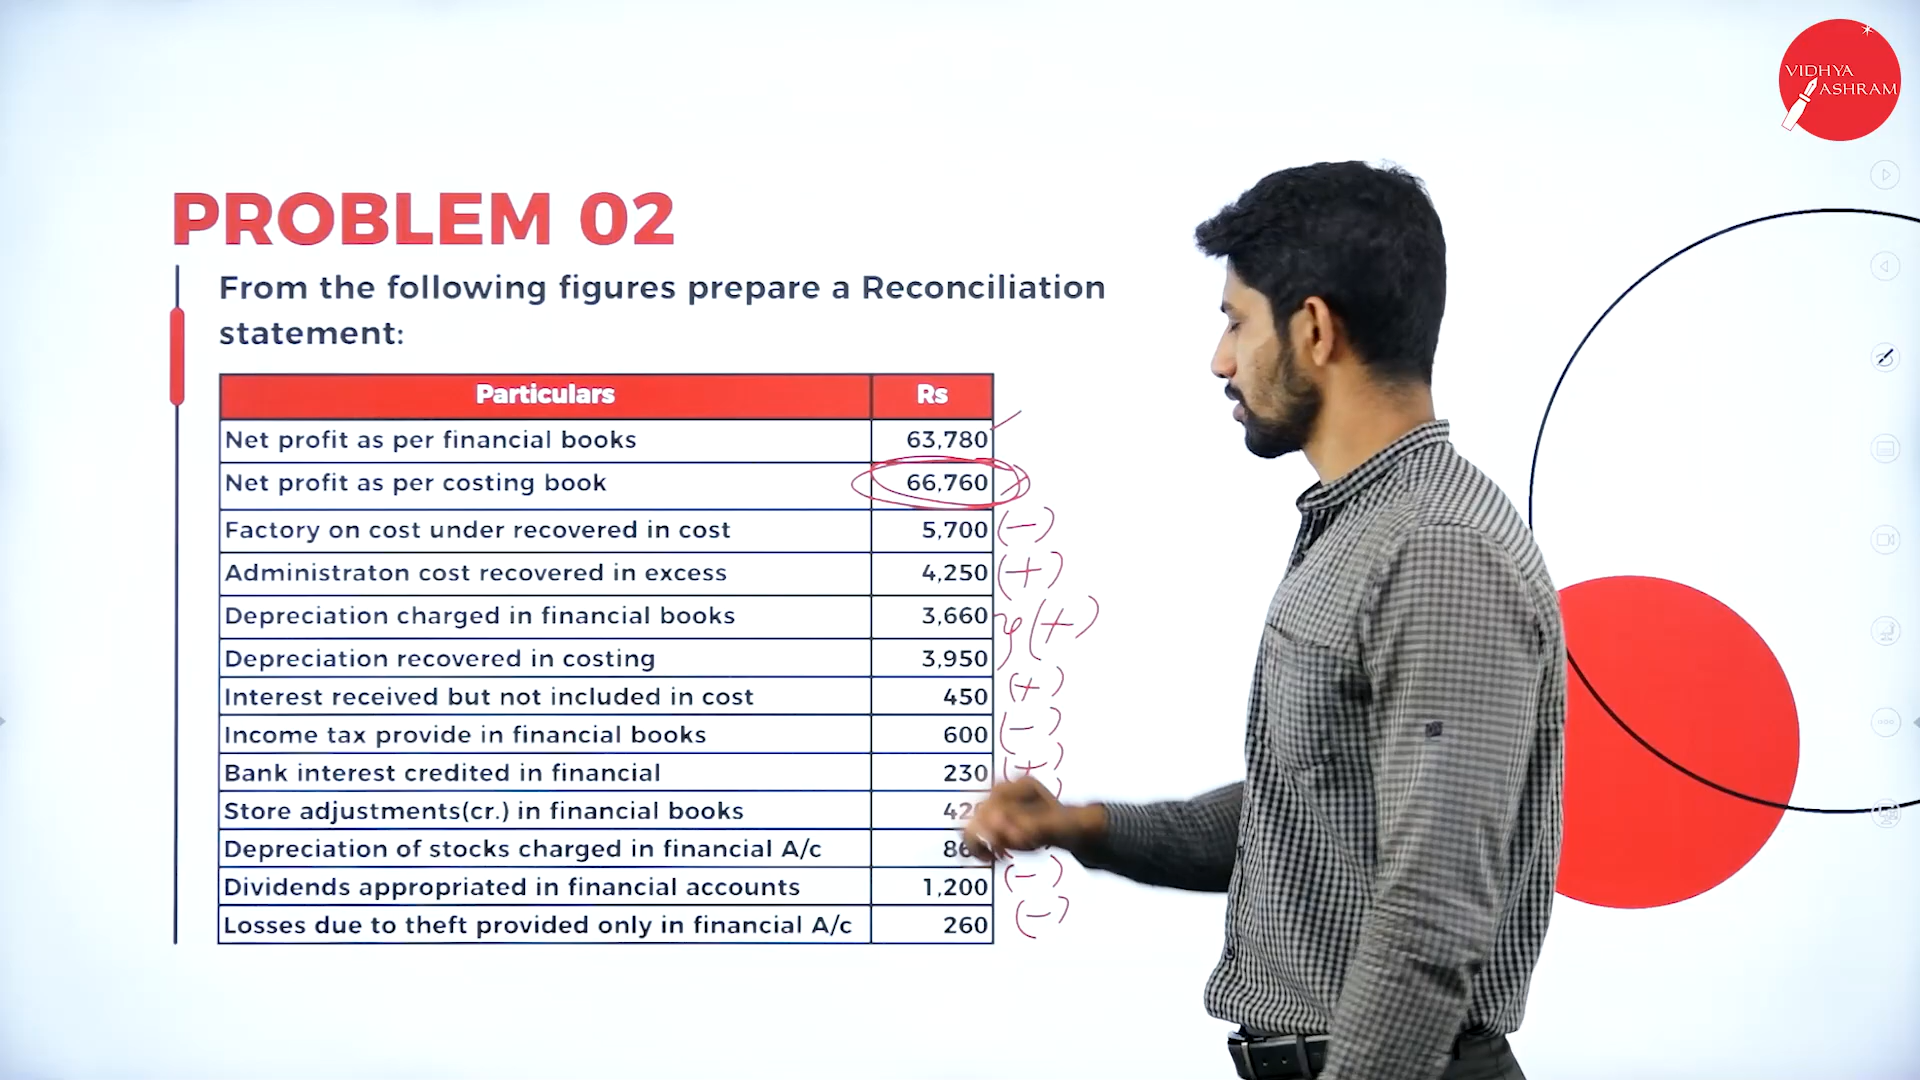 VIDHYA
ASHRAM
PROBLEM 02
From the following figures prepare a Reconciliation
statement:
Particulars Rs
Net profit as per financial books 63,780
Net profit as per costing book 66,760
Factory on cost under recovered in cost 5,700 (-)
Administraton cost recovered in excess 4,250 (+)
Depreciation charged in financial books 3,660 (+)
Depreciation recovered in costing 3,950
Interest received but not included in cost 450 (+)
Income tax provide in financial books 600 (-)
Bank interest credited in financial 230 (+)
Store adjustments(cr.) in financial books
Depreciation of stocks charged in financial A/c
Dividends appropriated in financial accounts 1,200 (-)
Losses due to theft provided only in financial A/c 260 (-)